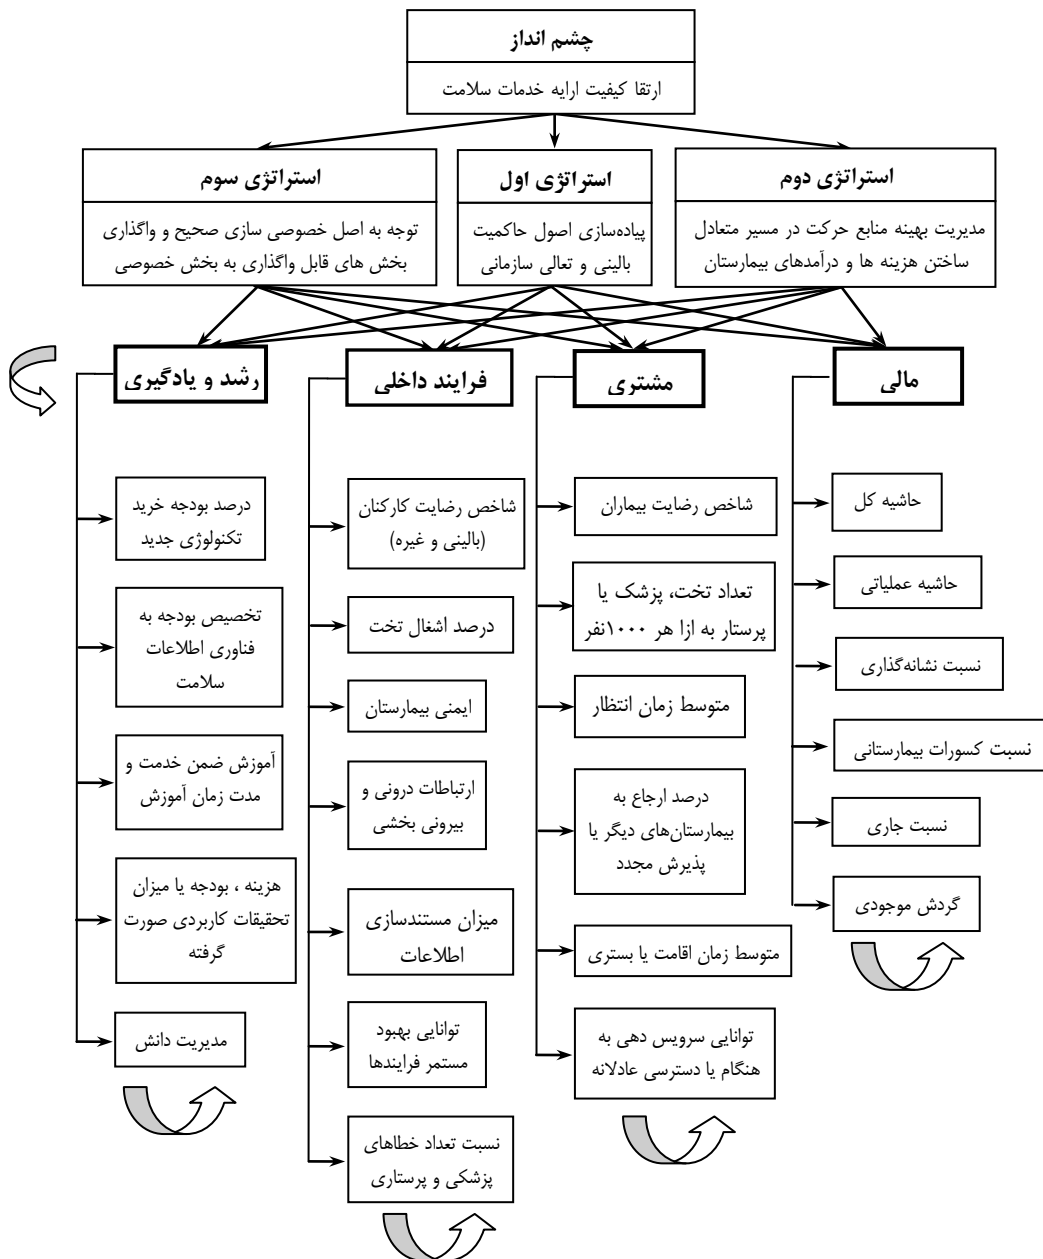 چشم انداز
ارتقا کیفیت ارایه خدمات سلامت
استراتژی دوم
مدیریت بهینه منابع حرکت در مسیر متعادل
ساختن هزینه ها و درآمدهای بیمارستان
استراتژی اول
پیاده‌سازی اصول حاکمیت
بالینی و تعالی سازمانی
استراتژی سوم
توجه به اصل خصوصی سازی صحیح و واگذاری
بخش های قابل واگذاری به بخش خصوصی
مالی
حاشیه کل
حاشیه عملیاتی
نسبت نشانه‌گذاری
نسبت کسورات بیمارستانی
نسبت جاری
گردش موجودی
مشتری
شاخص رضایت بیماران
تعداد تخت، پزشک یا
پرستار به ازا هر ۱۰۰۰نفر
متوسط زمان انتظار
درصد ارجاع به
بیمارستان‌های دیگر یا
پذیرش مجدد
متوسط زمان اقامت یا بستری
توانایی سرویس دهی به
هنگام یا دسترسی عادلانه
فرایند داخلی
شاخص رضایت کارکنان
(بالینی و غیره)
درصد اشغال تخت
ایمنی بیمارستان
ارتباطات درونی و
بیرونی بخشی
میزان مستندسازی
اطلاعات
توانایی بهبود
مستمر فرایندها
نسبت تعداد خطاهای
پزشکی و پرستاری
رشد و یادگیری
درصد بودجه خرید
تکنولوژی جدید
تخصیص بودجه به
فناوری اطلاعات
سلامت
آموزش ضمن خدمت و
مدت زمان آموزش
هزینه ، بودجه یا میزان
تحقیقات کاربردی صورت
گرفته
مدیریت دانش